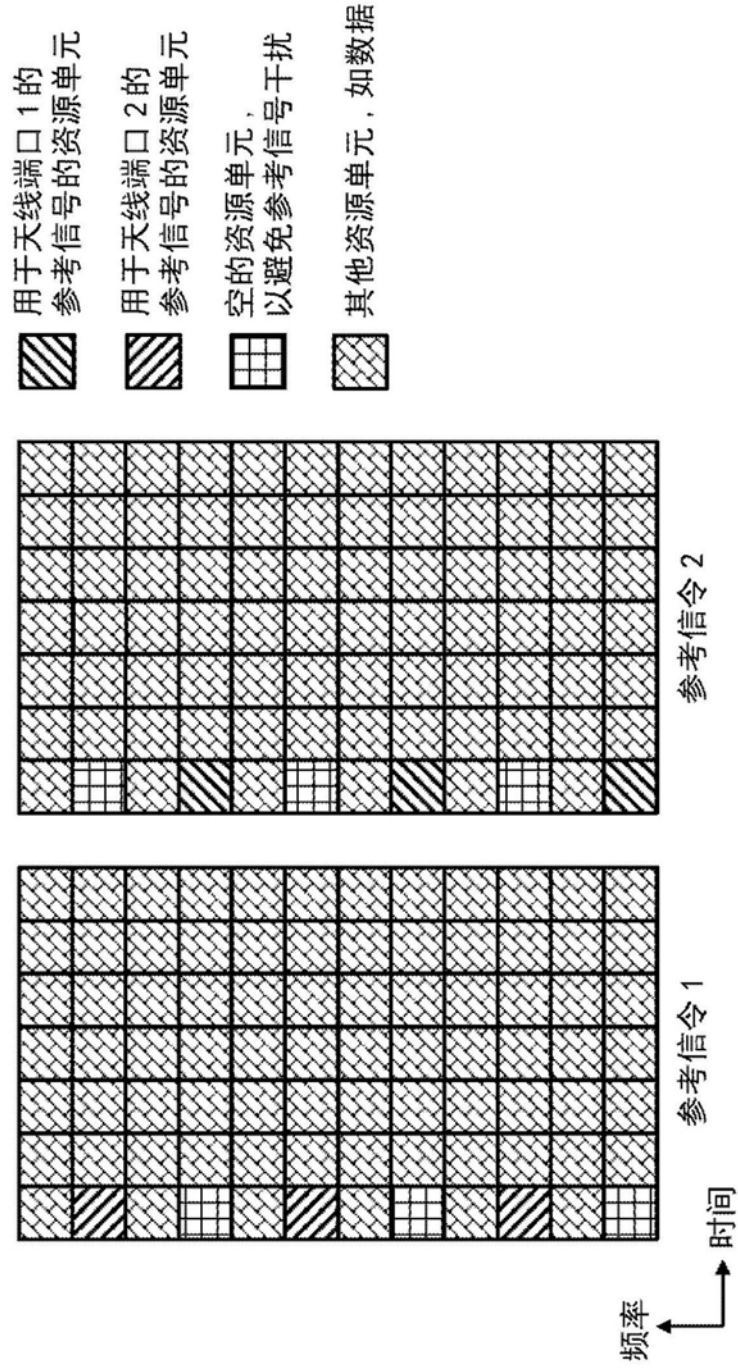 用于天线端口1的
参考信号的资源单元
用于天线端口2的
参考信号的资源单元
空的资源单元，
以避免参考信号干扰
其他资源单元，如数据
参考信令2
参考信令1
频率
时间